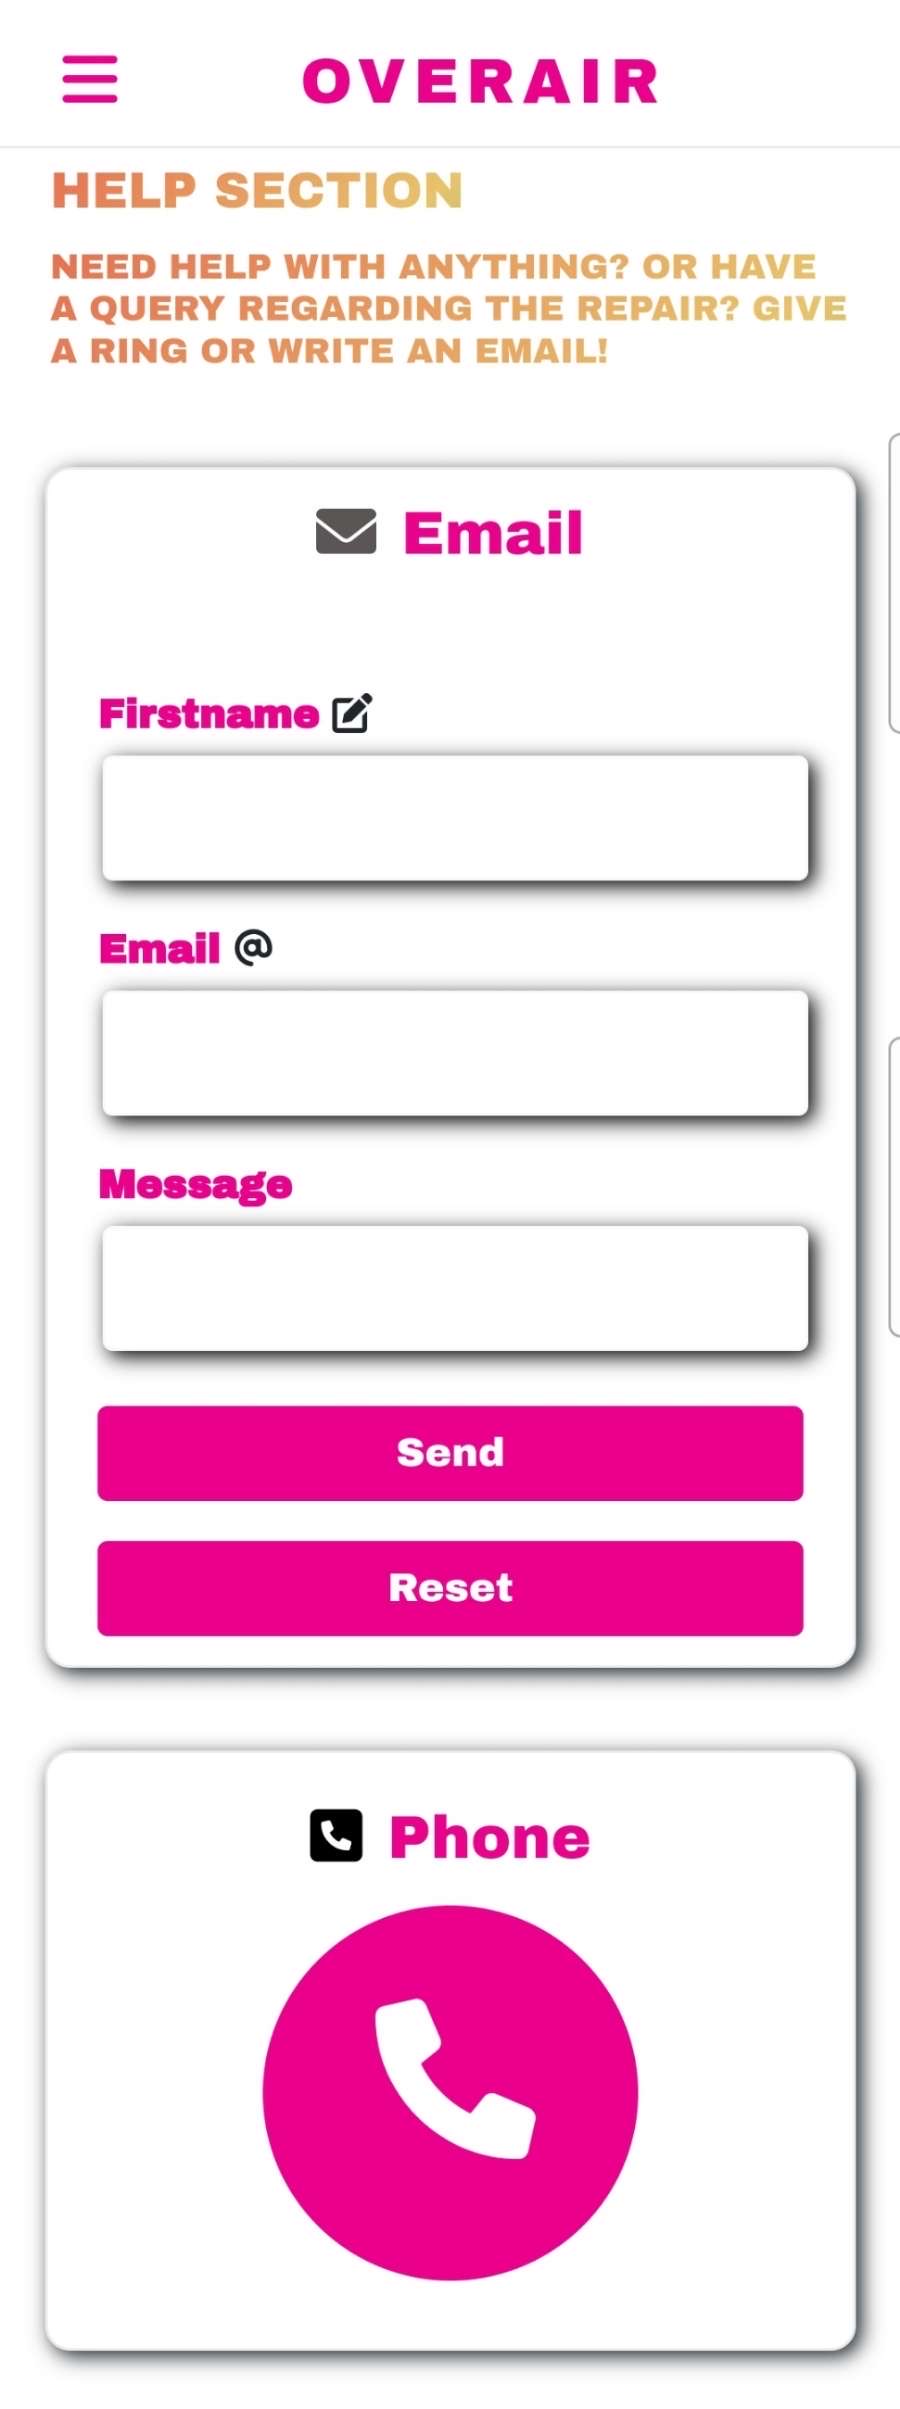 OVERAIR
HELP SECTION
NEED HELP WITH ANYTHING? OR HAVE
A QUERY REGARDING THE REPAIR? GIVE
A RING OR WRITE AN EMAIL!
Email
Firstname
Email @
Message
Send
Reset
Phone